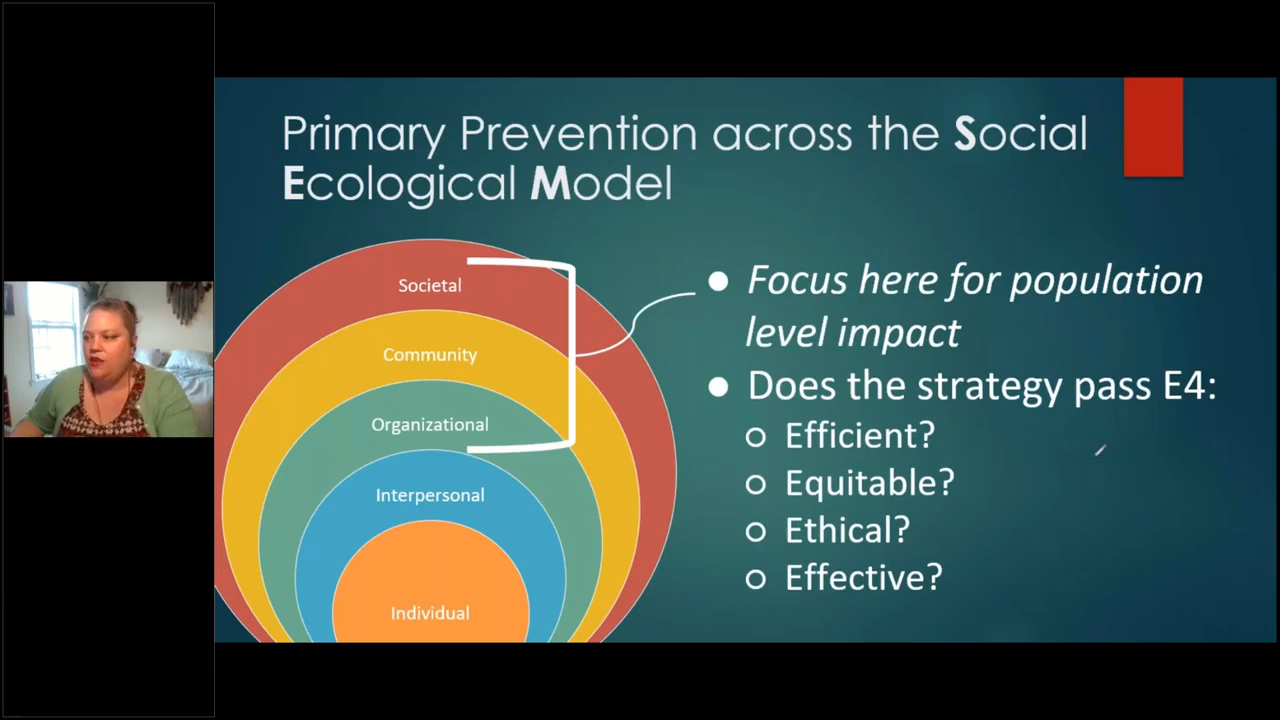 Primary Prevention across the Social
Ecological Model
Societal
Community
Organizational
Interpersonal
Individual
● Focus here for population
level impact
● Does the strategy pass E4:
○ Efficient?
○ Equitable?
○ Ethical?
○ Effective?